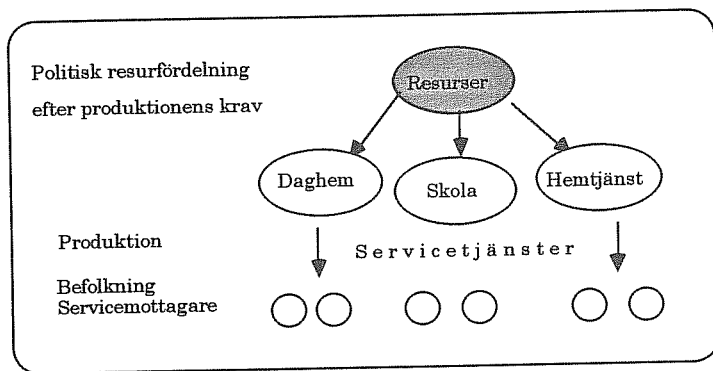 Politisk resurfördelning
Resurser
efter produktionens krav
Daghem
Skola
Hemtjänst
Produktion
Servicetjänster
Befolkning
Servicemottagare